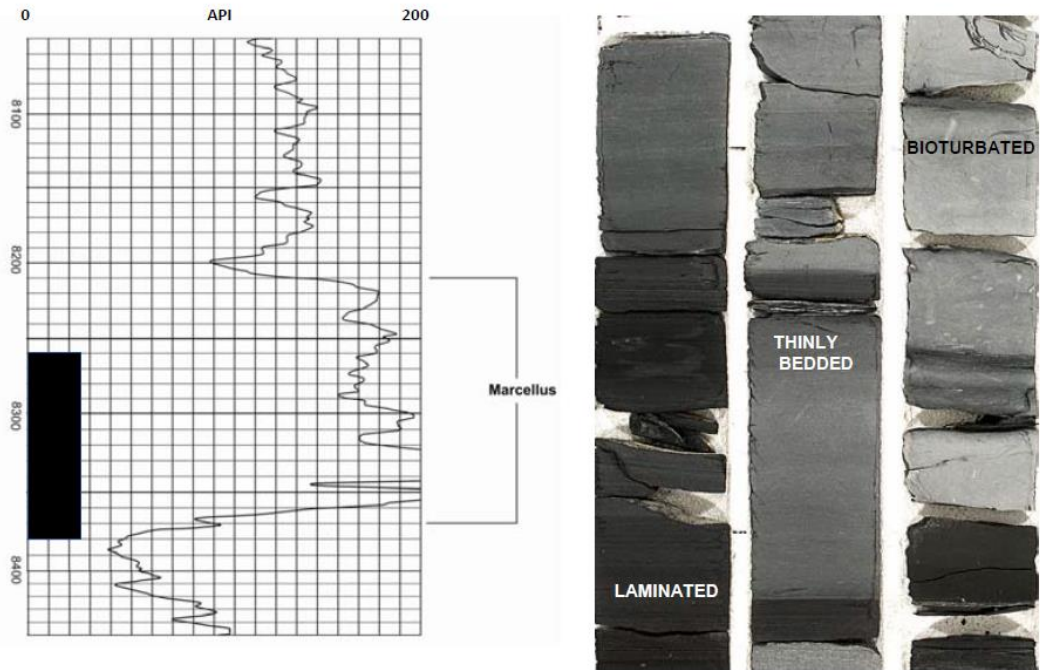 0 API 200
8100
8200
8300
8400
Marcellus
BIOTURBATED
THINLY
BEDDED
LAMINATED